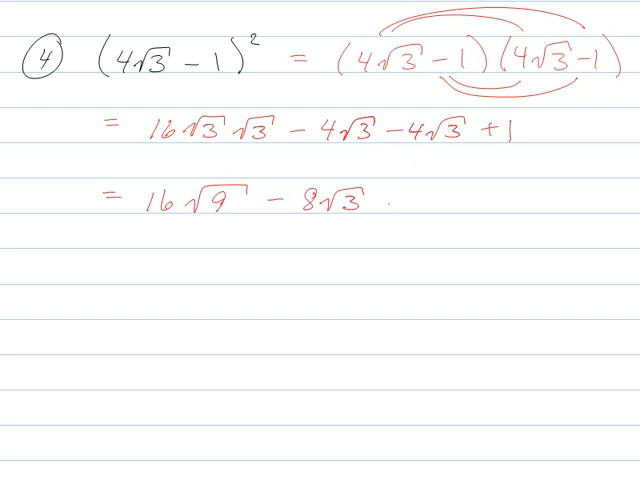 ④ (4√3 - 1)² = (4√3 - 1)(4√3 - 1)
= 16√3√3 - 4√3 - 4√3 + 1
= 16√9 - 8√3